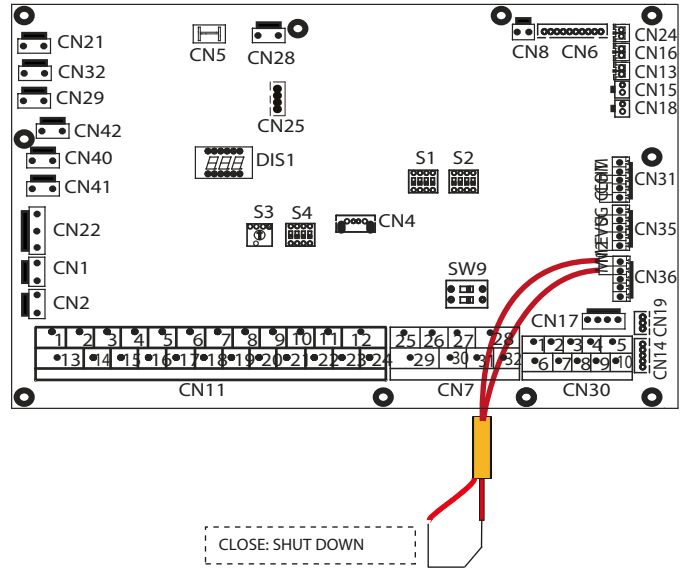 CN21
CN32
CN29
CN42
CN40
CN41
CN22
CN1
CN2
CN5
CN28
CN25
DIS1
S1 S2
S3 S4
CN4
SW9
CN8 CN6
CN24
CN16
CN13
CN15
CN18
CN31
CN35
CN36
CN17
CN19
CN14
1 2 3 4 5 6 7 8 9 10 11 12
13 14 15 16 17 18 19 20 21 22 23 24
CN11
25 26 27 28
29 30 31 32
CN7
1 2 3 4 5
6 7 8 9 10
CN30
CLOSE: SHUT DOWN